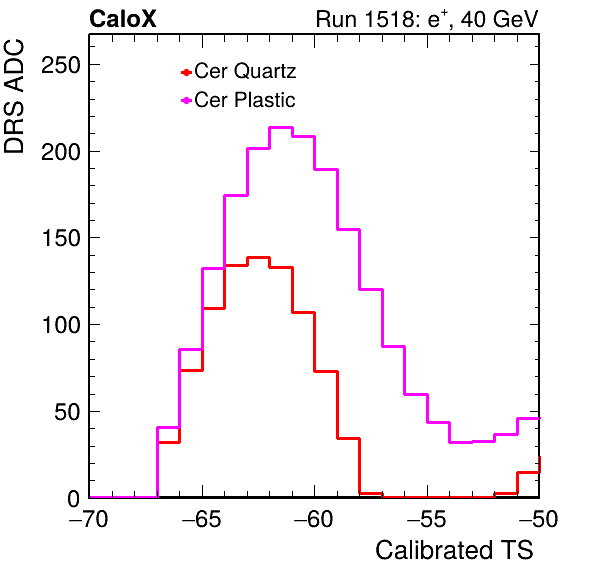 CaloX Run 1518: e⁺, 40 GeV
DRS ADC
250
200
150
100
50
0
Cer Quartz
Cer Plastic
−70 −65 −60 −55 −50
Calibrated TS